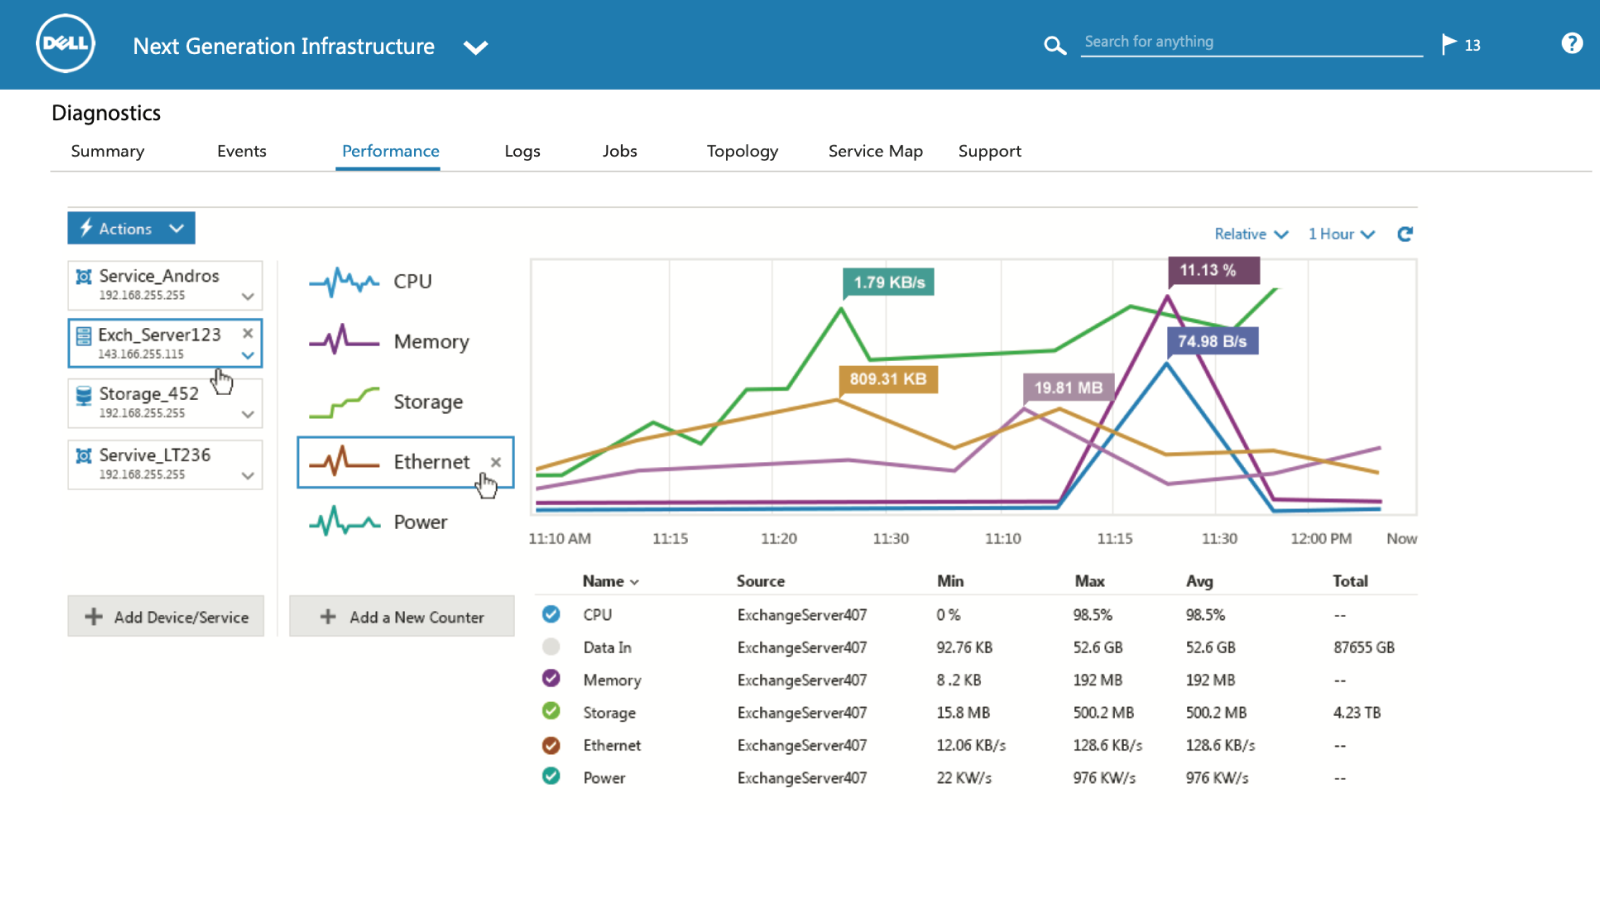 DELL Next Generation Infrastructure Search for anything 13
Diagnostics
Summary Events Performance Logs Jobs Topology Service Map Support
Actions Relative 1 Hour
Service_Andros
192.168.255.255
Exch_Server123
143.166.255.115
Storage_452
192.168.255.255
Servive_LT236
192.168.255.255
Add Device/Service
CPU
Memory
Storage
Ethernet
Power
Add a New Counter
11.13 %
1.79 KB/s
74.98 B/s
809.31 KB
19.81 MB
11:10 AM 11:15 11:20 11:30 11:10 11:15 11:30 12:00 PM Now
Name Source Min Max Avg Total
CPU ExchangeServer407 0 % 98.5% 98.5% --
Data In ExchangeServer407 92.76 KB 52.6 GB 52.6 GB 87655 GB
Memory ExchangeServer407 8 .2 KB 192 MB 192 MB --
Storage ExchangeServer407 15.8 MB 500.2 MB 500.2 MB 4.23 TB
Ethernet ExchangeServer407 12.06 KB/s 128.6 KB/s 128.6 KB/s --
Power ExchangeServer407 22 KW/s 976 KW/s 976 KW/s --